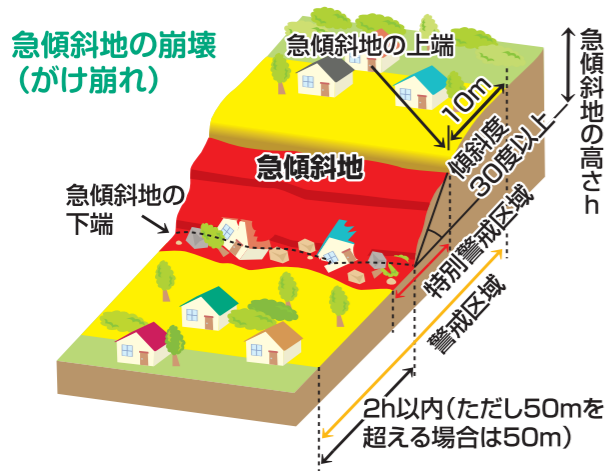 急傾斜地の崩壊
（がけ崩れ）
急傾斜地の上端
10m
急傾斜地の高さh
傾斜度
30度以上
急傾斜地
急傾斜地の
下端
特別警戒区域
警戒区域
2h以内（ただし50mを
超える場合は50m）